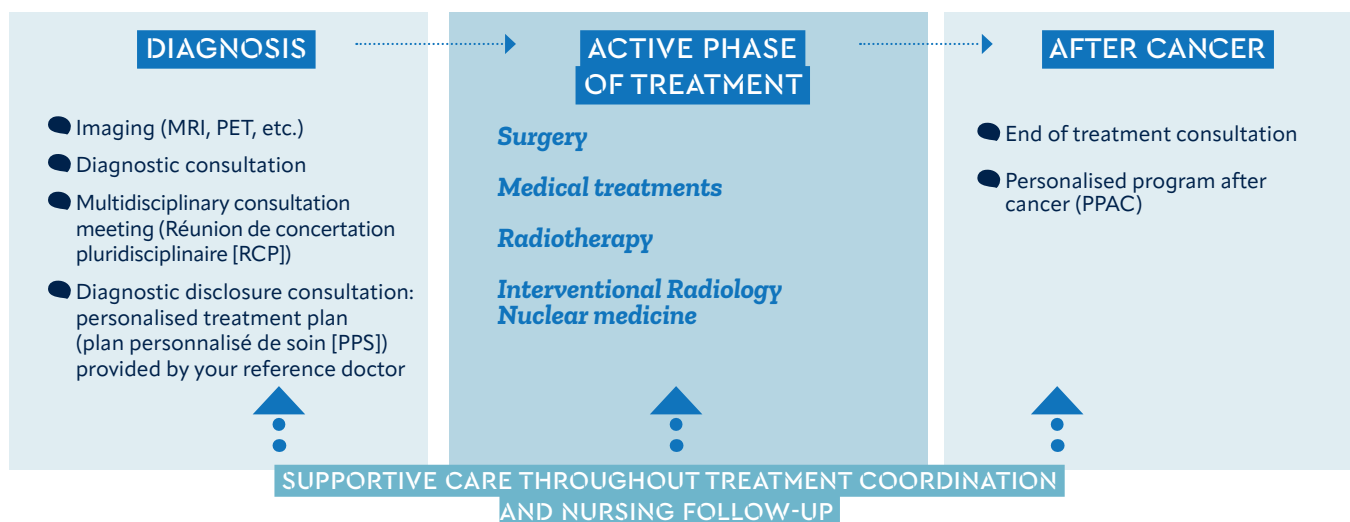 DIAGNOSIS
Imaging (MRI, PET, etc.)
Diagnostic consultation
Multidisciplinary consultation
meeting (Réunion de concertation
pluridisciplinaire [RCP])
Diagnostic disclosure consultation:
personalised treatment plan
(plan personnalisé de soin [PPS])
provided by your reference doctor
ACTIVE PHASE
OF TREATMENT
Surgery
Medical treatments
Radiotherapy
Interventional Radiology
Nuclear medicine
AFTER CANCER
End of treatment consultation
Personalised program after
cancer (PPAC)
SUPPORTIVE CARE THROUGHOUT TREATMENT COORDINATION
AND NURSING FOLLOW-UP